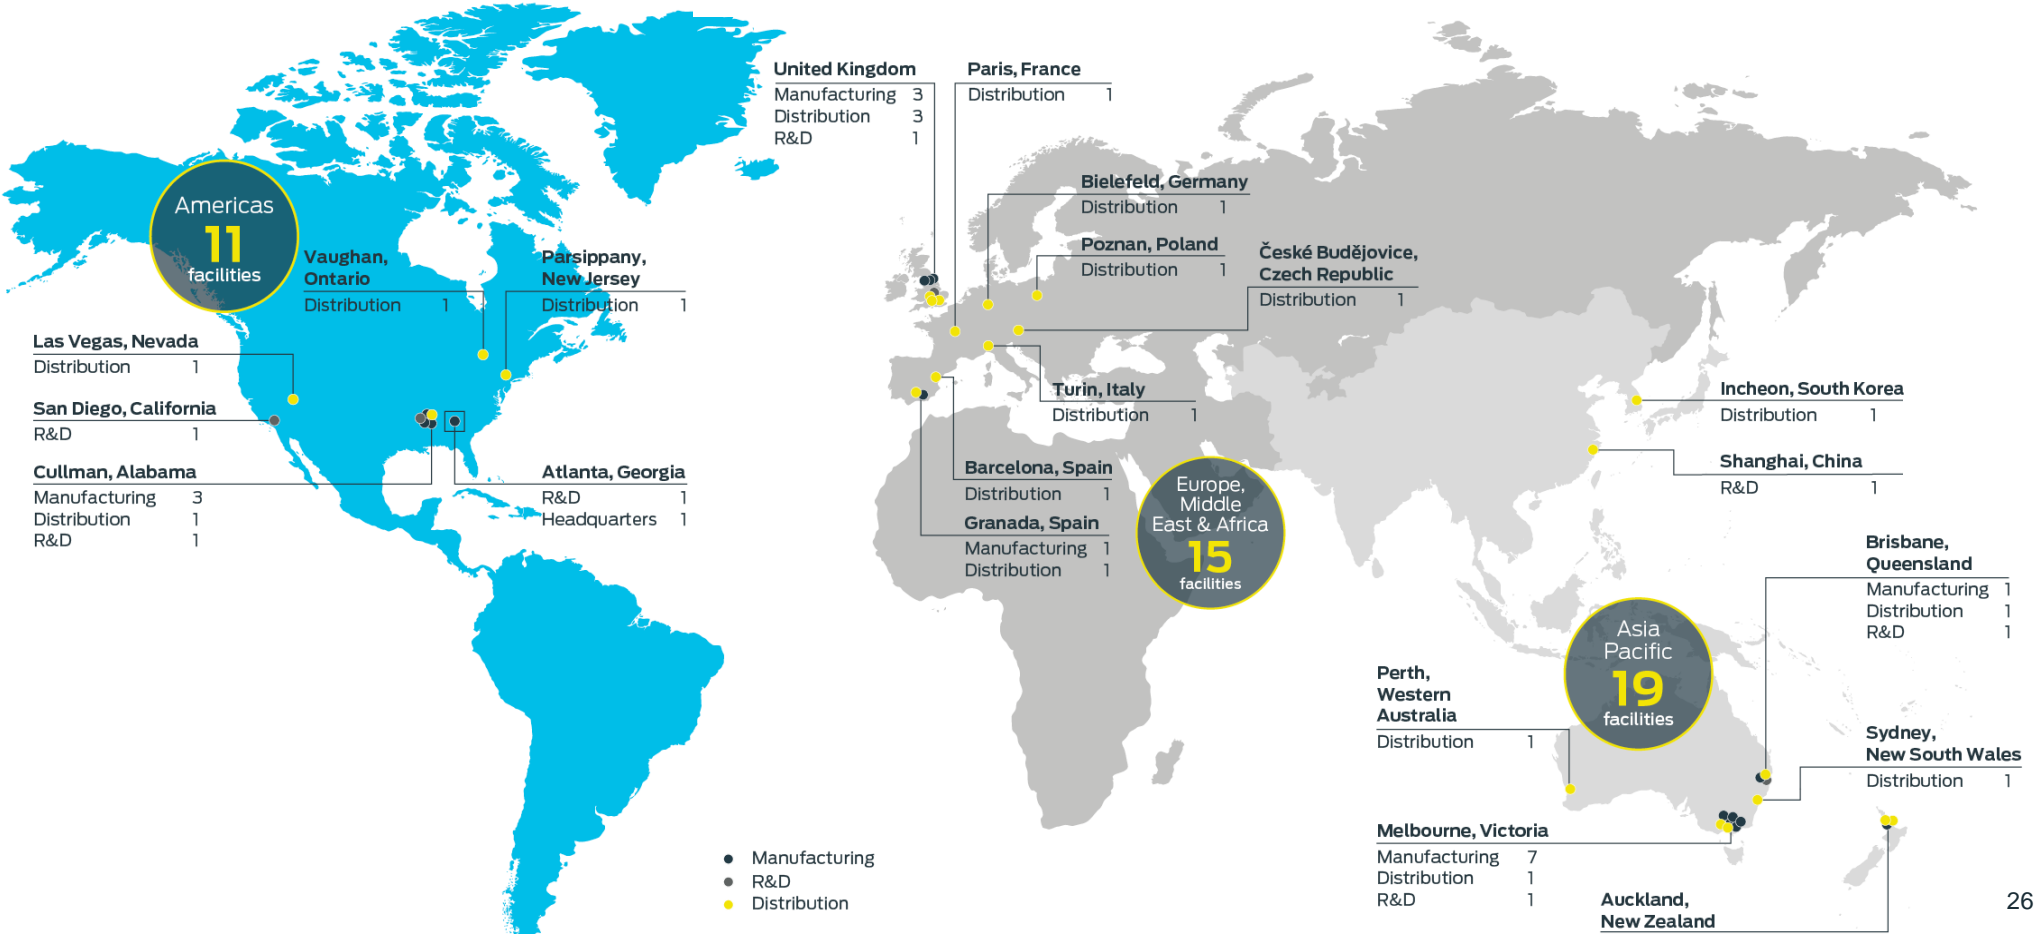 United Kingdom
Manufacturing 3
Distribution 3
R&D 1
Paris, France
Distribution 1
Bielefeld, Germany
Distribution 1
Poznan, Poland
Distribution 1
České Budějovice,
Czech Republic
Distribution 1
Americas
11
facilities
Vaughan,
Ontario
Distribution 1
Parsippany,
New Jersey
Distribution 1
Las Vegas, Nevada
Distribution 1
San Diego, California
R&D 1
Cullman, Alabama
Manufacturing 3
Distribution 1
R&D 1
Atlanta, Georgia
R&D 1
Headquarters 1
Turin, Italy
Distribution 1
Barcelona, Spain
Distribution 1
Granada, Spain
Manufacturing 1
Distribution 1
Europe,
Middle
East & Africa
15
facilities
Incheon, South Korea
Distribution 1
Shanghai, China
R&D 1
Brisbane,
Queensland
Manufacturing 1
Distribution 1
R&D 1
Asia
Pacific
19
facilities
Perth,
Western
Australia
Distribution 1
Sydney,
New South Wales
Distribution 1
Melbourne, Victoria
Manufacturing 7
Distribution 1
R&D 1
Auckland,
New Zealand
Manufacturing
R&D
Distribution
26